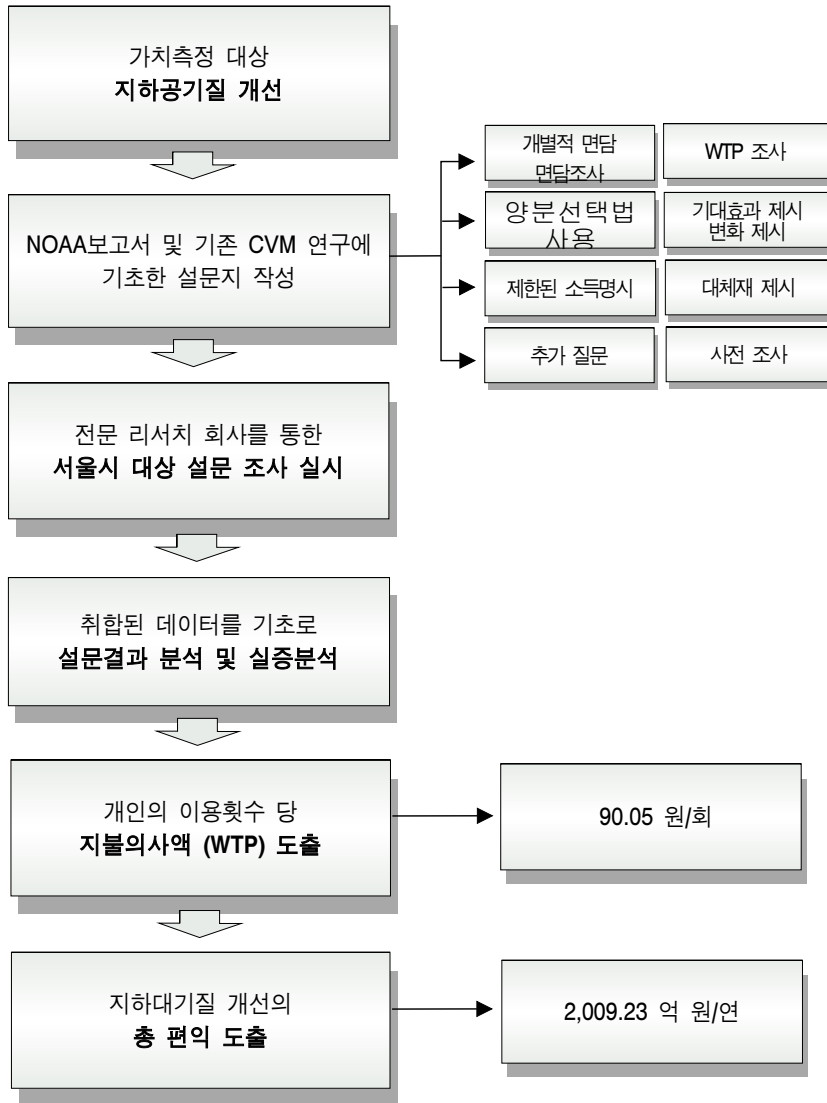 가치측정 대상
지하공기질 개선
개별적 면담
면담조사
WTP 조사
NOAA보고서 및 기존 CVM 연구에
기초한 설문지 작성
양분선택법
사용
기대효과 제시
변화 제시
제한된 소득명시
대체재 제시
추가 질문
사전 조사
전문 리서치 회사를 통한
서울시 대상 설문 조사 실시
취합된 데이터를 기초로
설문결과 분석 및 실증분석
개인의 이용횟수 당
지불의사액 (WTP) 도출
90.05 원/회
지하대기질 개선의
총 편익 도출
2,009.23 억 원/연